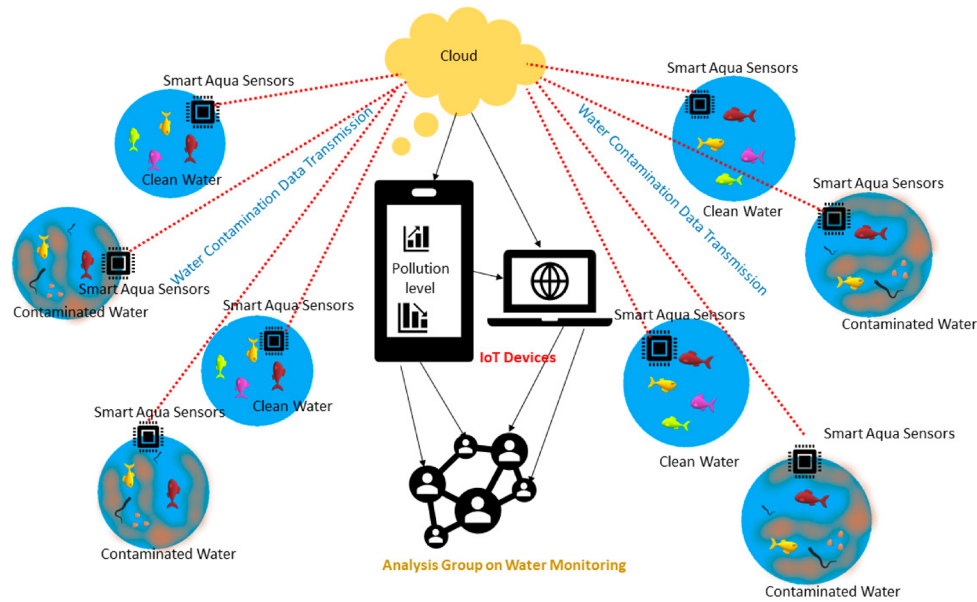 Cloud
Smart Aqua Sensors
Clean Water
Water Contamination Data Transmission
Smart Aqua Sensors
Contaminated Water
Smart Aqua Sensors
Clean Water
Smart Aqua Sensors
Contaminated Water
Pollution
level
IoT Devices
Analysis Group on Water Monitoring
Smart Aqua Sensors
Clean Water
Water Contamination Data Transmission
Smart Aqua Sensors
Contaminated Water
Smart Aqua Sensors
Clean Water
Smart Aqua Sensors
Contaminated Water